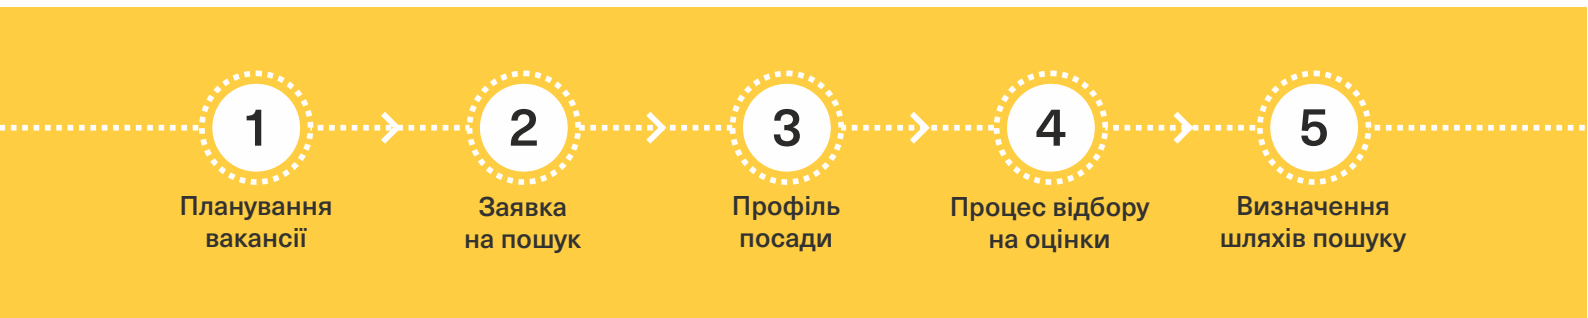 1
Планування
вакансії
2
Заявка
на пошук
3
Профіль
посади
4
Процес відбору
на оцінки
5
Визначення
шляхів пошуку